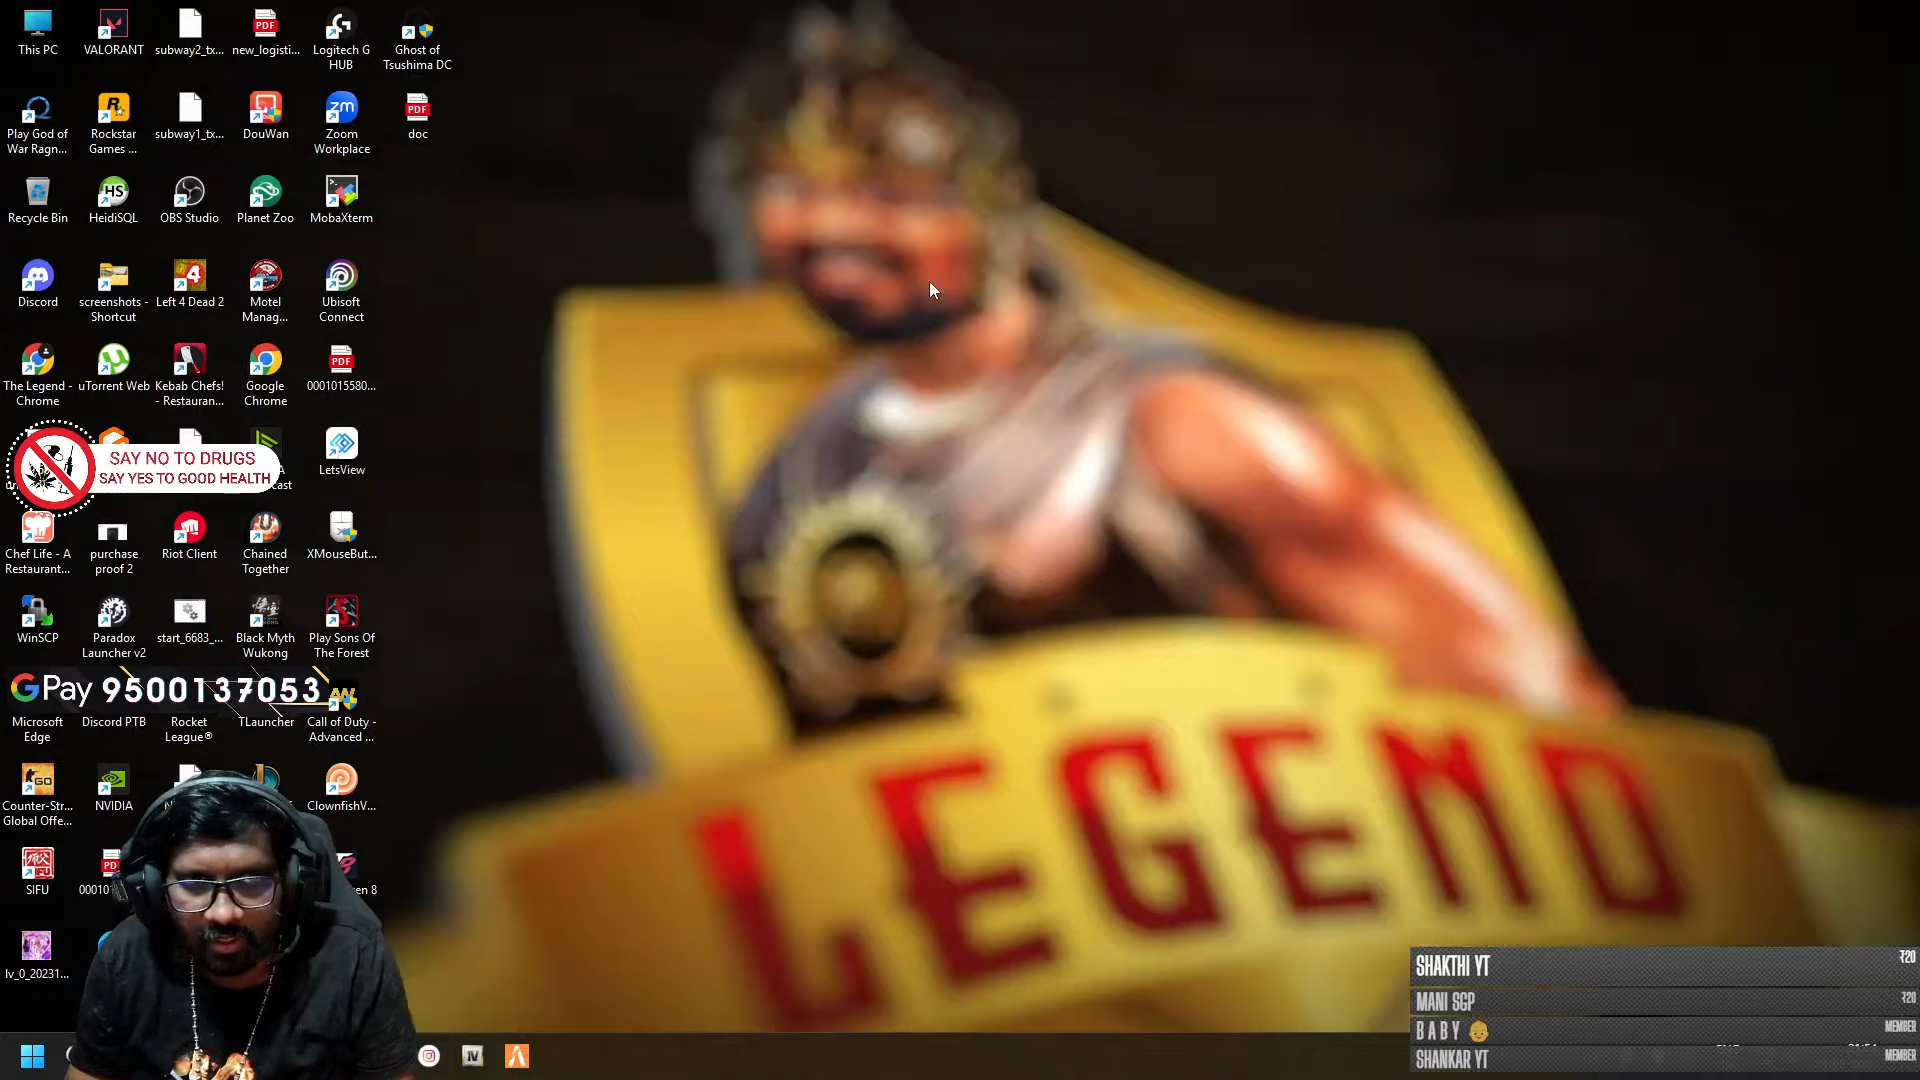 This PC
VALORANT
subway2_tx...
new_logisti...
Logitech G
HUB
Ghost of
Tsushima DC
Play God of
War Ragn...
Rockstar
Games ...
subway1_tx...
DouWan
Zoom
Workplace
doc
Recycle Bin
HeidiSQL
OBS Studio
Planet Zoo
MobaXterm
Discord
screenshots -
Shortcut
Left 4 Dead 2
Motel
Manag...
Ubisoft
Connect
The Legend -
Chrome
uTorrent Web
Kebab Chefs!
- Restauran...
Google
Chrome
0001015580...
SAY NO TO DRUGS
SAY YES TO GOOD HEALTH
LetsView
Chef Life - A
Restaurant...
purchase
proof 2
Riot Client
Chained
Together
XMouseBut...
WinSCP
Paradox
Launcher v2
start_6683_...
Black Myth
Wukong
Play Sons Of
The Forest
GPay 9500137053
Microsoft
Edge
Discord PTB
Rocket
League®
TLauncher
Call of Duty -
Advanced ...
Counter-Str...
Global Offe...
NVIDIA
ClownfishV...
SIFU
lv_0_20231...
LEGEND
SHAKTHI YT ₹20
MANI SGP ₹20
BABY 👶 MEMBER
SHANKAR YT MEMBER